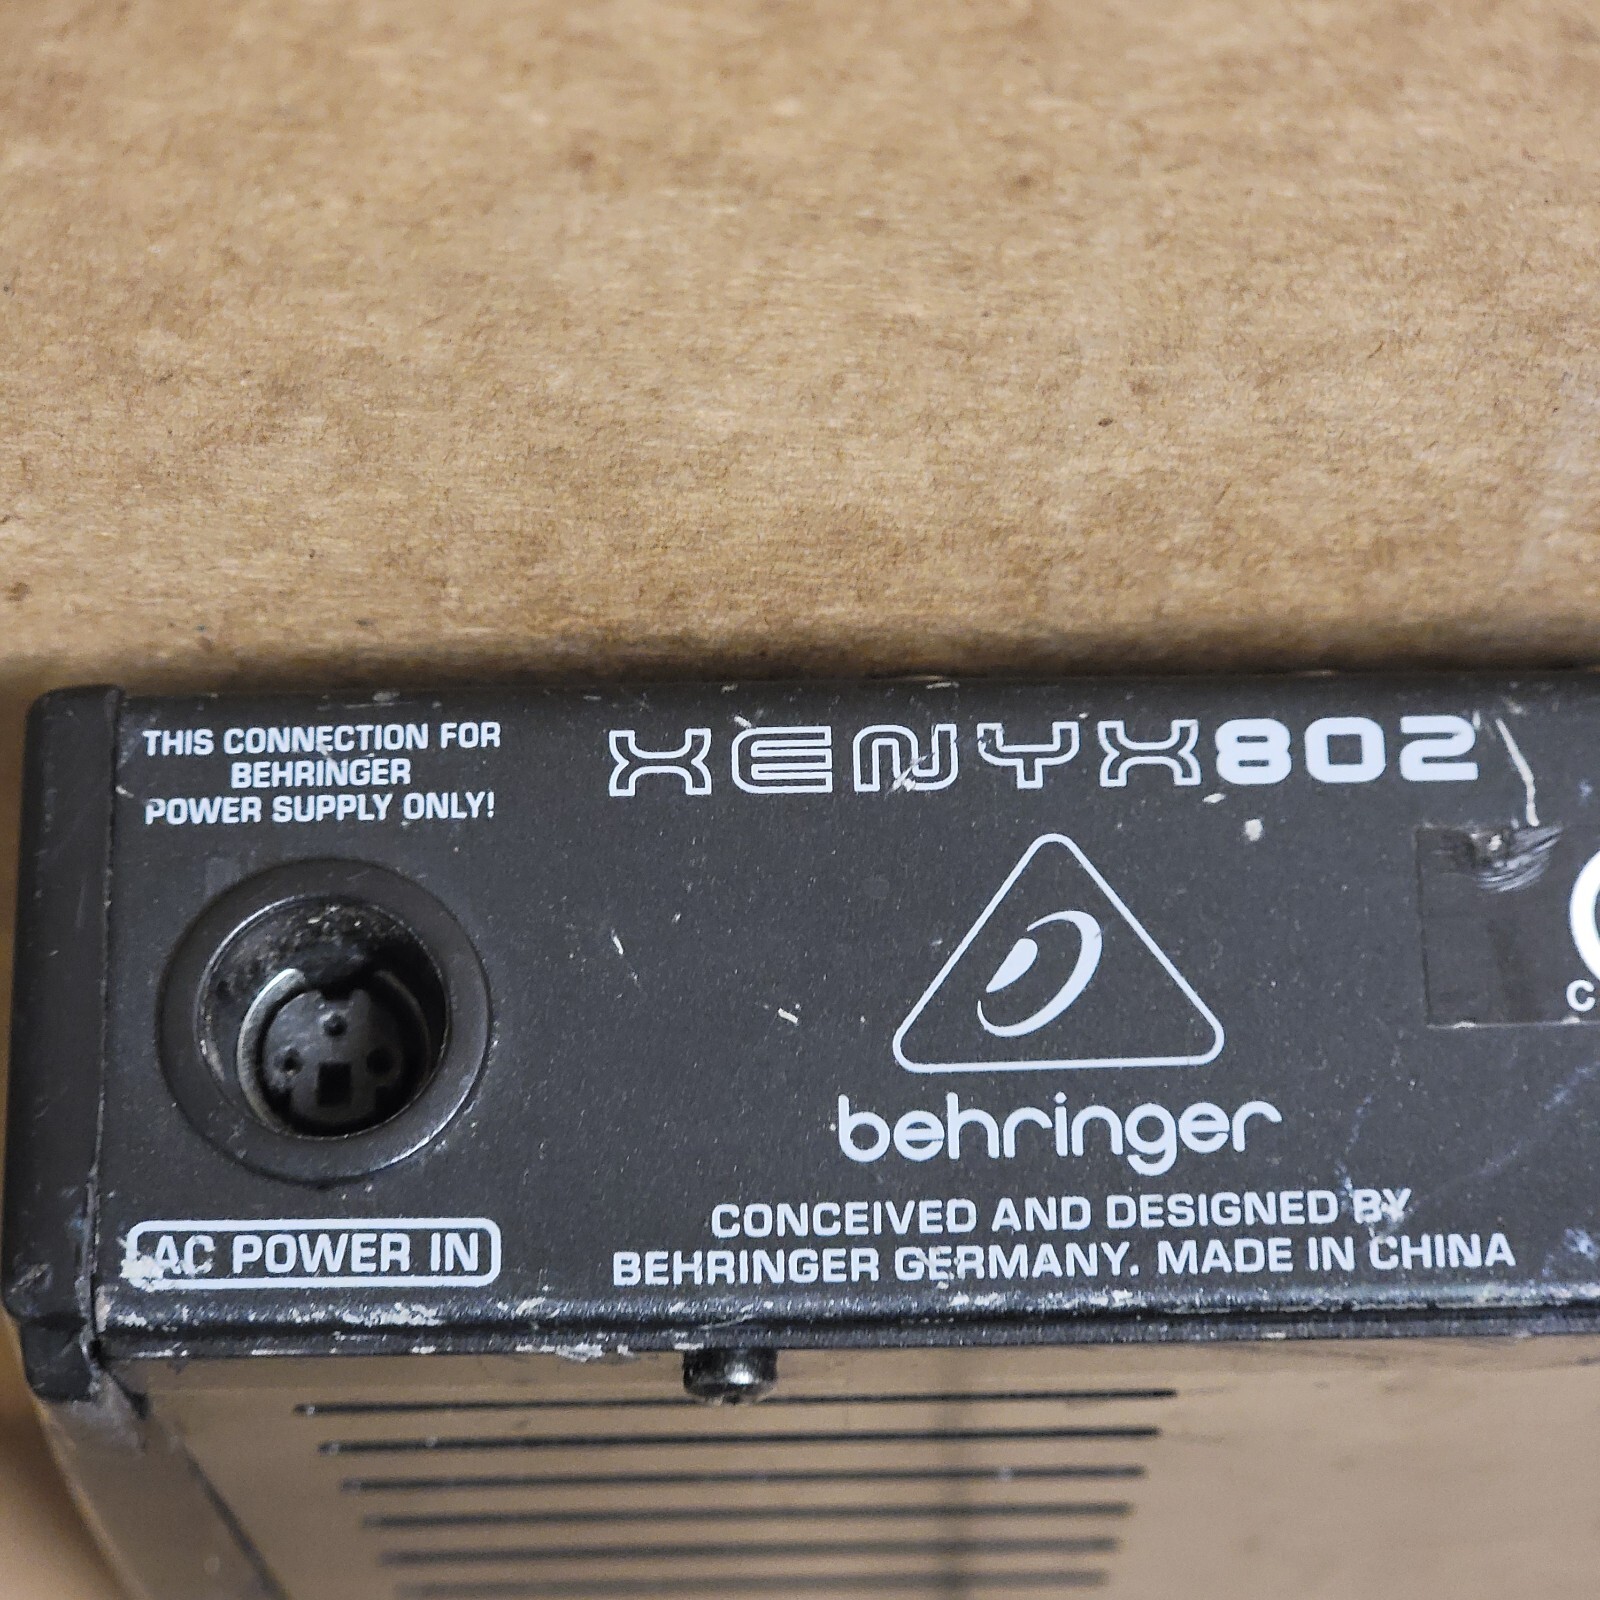 THIS CONNECTION FOR
BEHRINGER
POWER SUPPLY ONLY!
XENYX802
behringer
CONCEIVED AND DESIGNED BY
BEHRINGER GERMANY. MADE IN CHINA
AC POWER IN
C